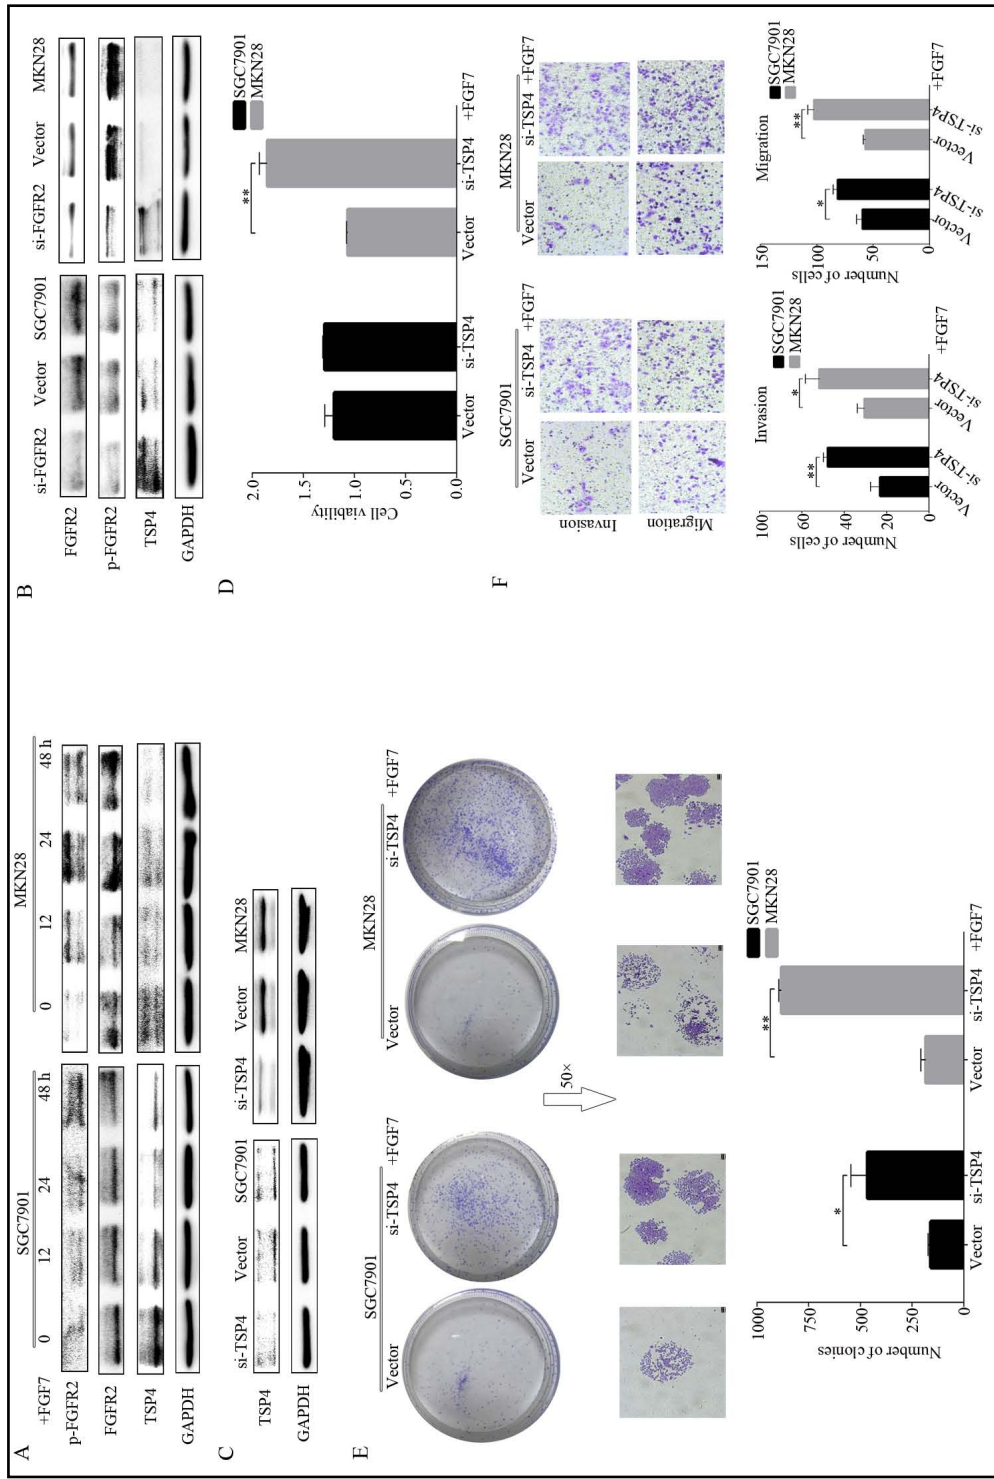 A
SGC7901
MKN28
+FGF7 0 12 24 48 h 0 12 24 48 h
p-FGFR2
FGFR2
TSP4
GAPDH
B
si-FGFR2 Vector SGC7901 si-FGFR2 Vector MKN28
FGFR2
p-FGFR2
TSP4
GAPDH
C
si-TSP4 Vector SGC7901 si-TSP4 Vector MKN28
TSP4
GAPDH
D
SGC7901
MKN28
Cell viability
2.0
1.5
1.0
0.5
0.0
**
Vector si-TSP4 Vector si-TSP4 +FGF7
E
SGC7901
MKN28
Vector si-TSP4 +FGF7 Vector si-TSP4 +FGF7
50×
SGC7901
MKN28
Number of clonies
1000
750
500
250
0
*
**
Vector si-TSP4 Vector si-TSP4 +FGF7
F
SGC7901
MKN28
Vector si-TSP4 +FGF7 Vector si-TSP4 +FGF7
Invasion
Migration
Invasion
SGC7901
MKN28
Number of cells
100
60
40
20
0
**
*
Vector si-TSP4 Vector si-TSP4 +FGF7
Migration
SGC7901
MKN28
Number of cells
150
100
50
0
*
**
Vector si-TSP4 Vector si-TSP4 +FGF7